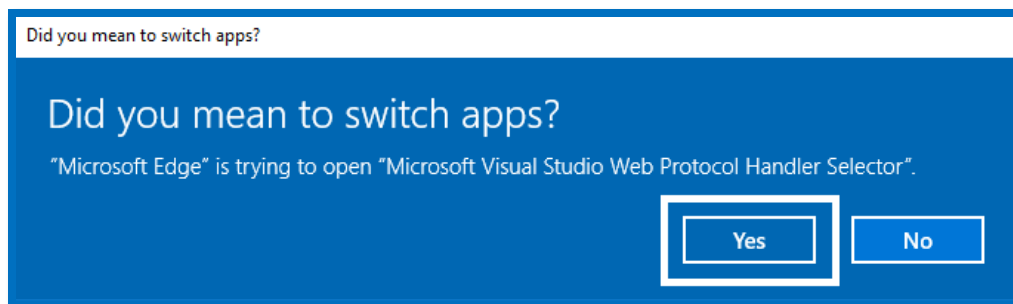 Did you mean to switch apps?
Did you mean to switch apps?
"Microsoft Edge" is trying to open "Microsoft Visual Studio Web Protocol Handler Selector".
Yes
No